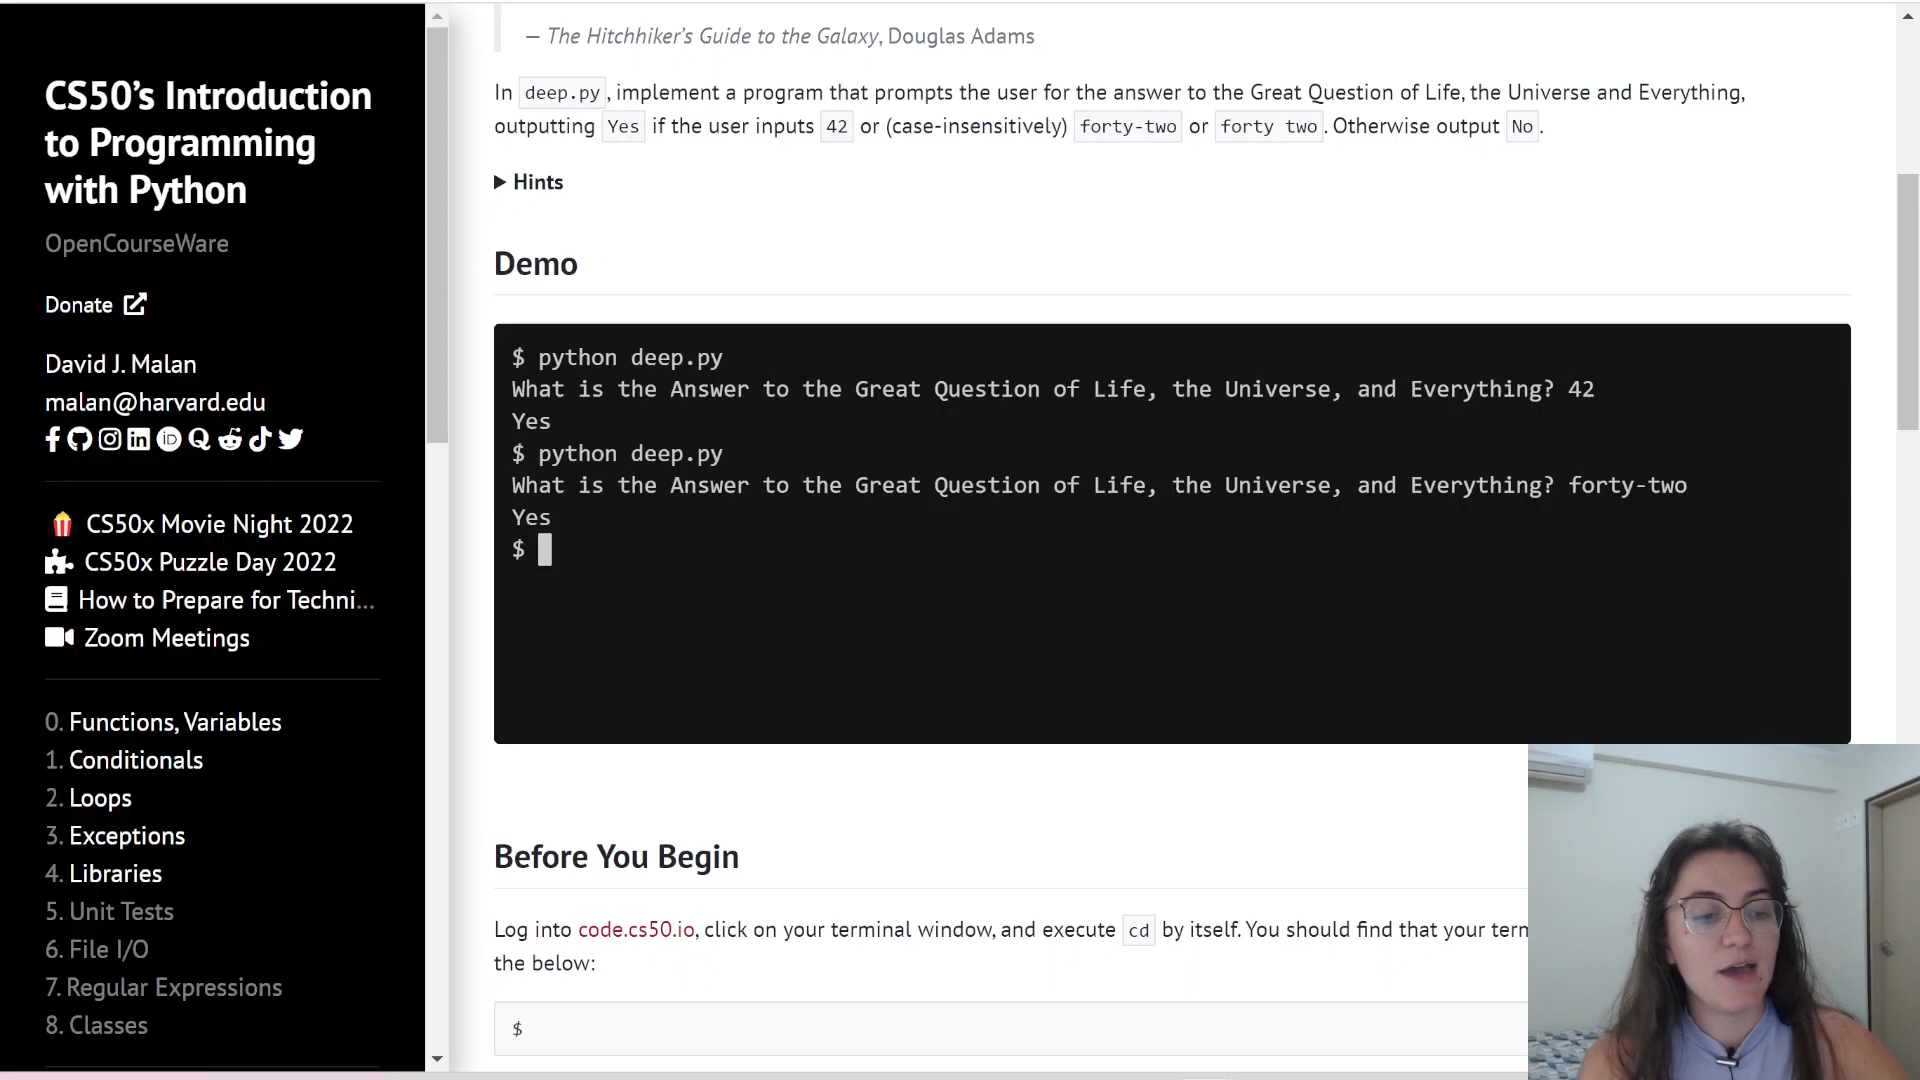 CS50’s Introduction
to Programming
with Python
OpenCourseWare
Donate
David J. Malan
malan@harvard.edu
CS50x Movie Night 2022
CS50x Puzzle Day 2022
How to Prepare for Techni...
Zoom Meetings
0. Functions, Variables
1. Conditionals
2. Loops
3. Exceptions
4. Libraries
5. Unit Tests
6. File I/O
7. Regular Expressions
8. Classes
— The Hitchhiker’s Guide to the Galaxy, Douglas Adams
In deep.py, implement a program that prompts the user for the answer to the Great Question of Life, the Universe and Everything,
outputting Yes if the user inputs 42 or (case-insensitively) forty-two or forty two. Otherwise output No.
Hints
Demo
$ python deep.py
What is the Answer to the Great Question of Life, the Universe, and Everything? 42
Yes
$ python deep.py
What is the Answer to the Great Question of Life, the Universe, and Everything? forty-two
Yes
$
Before You Begin
Log into code.cs50.io, click on your terminal window, and execute cd by itself. You should find that your term
the below:
$